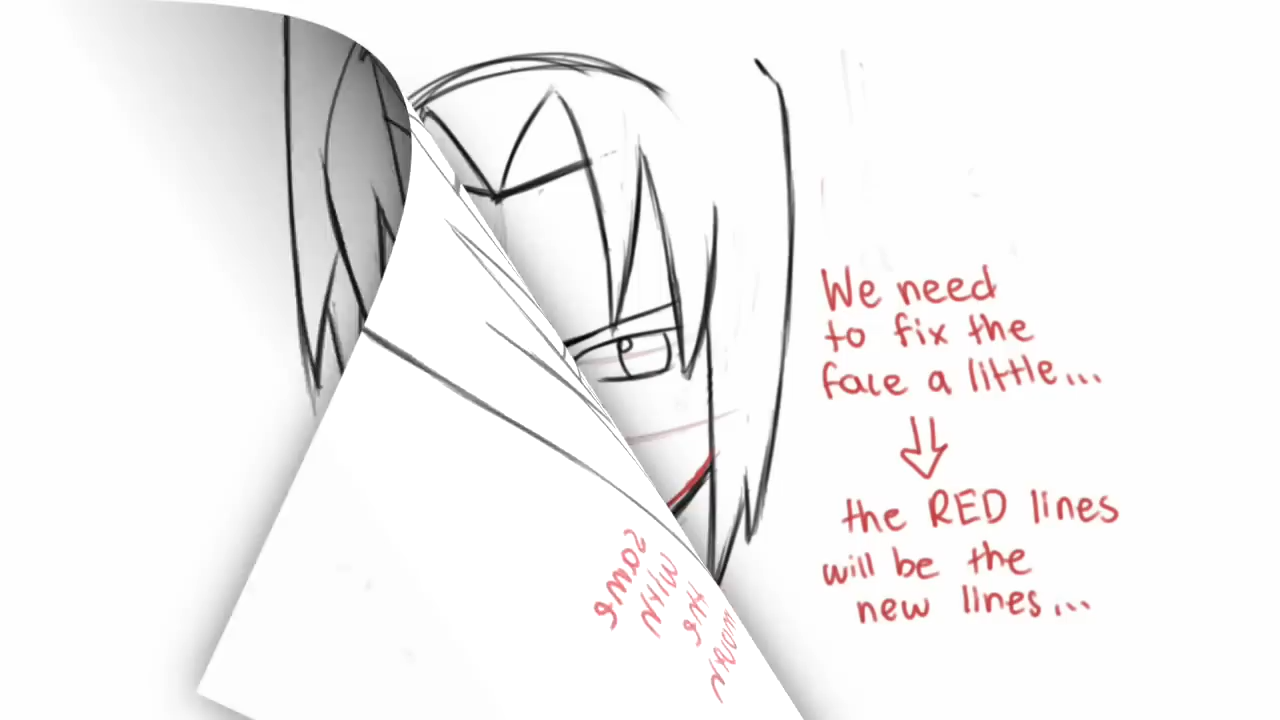 We need
to fix the
face a little...
the RED lines
will be the
new lines...